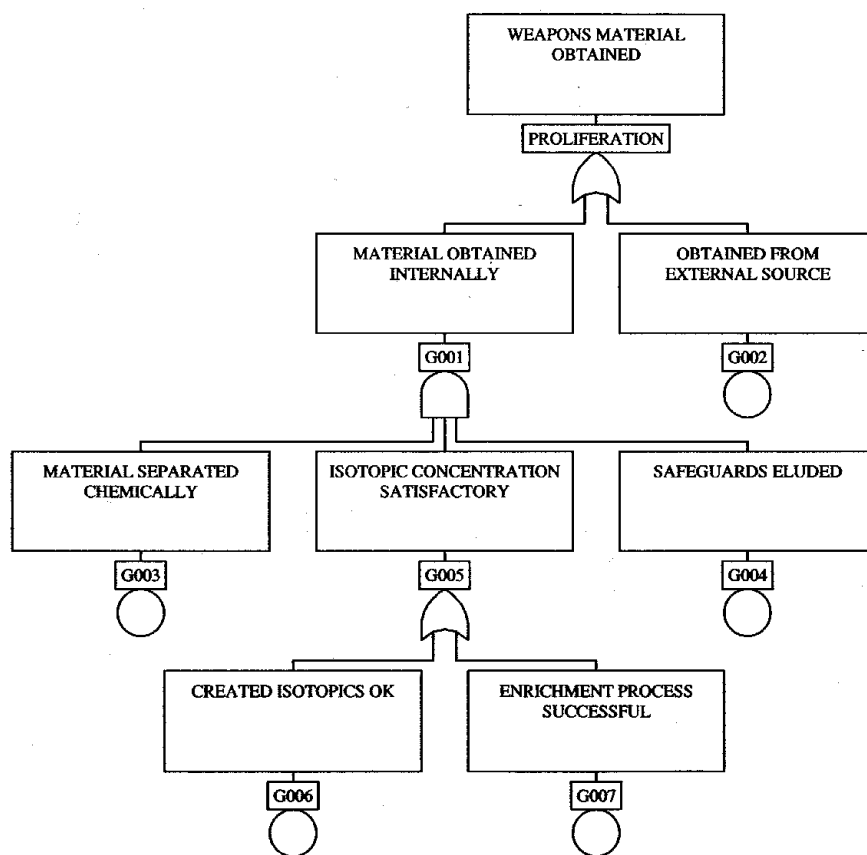 WEAPONS MATERIAL
OBTAINED
PROLIFERATION
MATERIAL OBTAINED
INTERNALLY
OBTAINED FROM
EXTERNAL SOURCE
G001
G002
MATERIAL SEPARATED
CHEMICALLY
ISOTOPIC CONCENTRATION
SATISFACTORY
SAFEGUARDS ELUDED
G003
G005
G004
CREATED ISOTOPICS OK
ENRICHMENT PROCESS
SUCCESSFUL
G006
G007